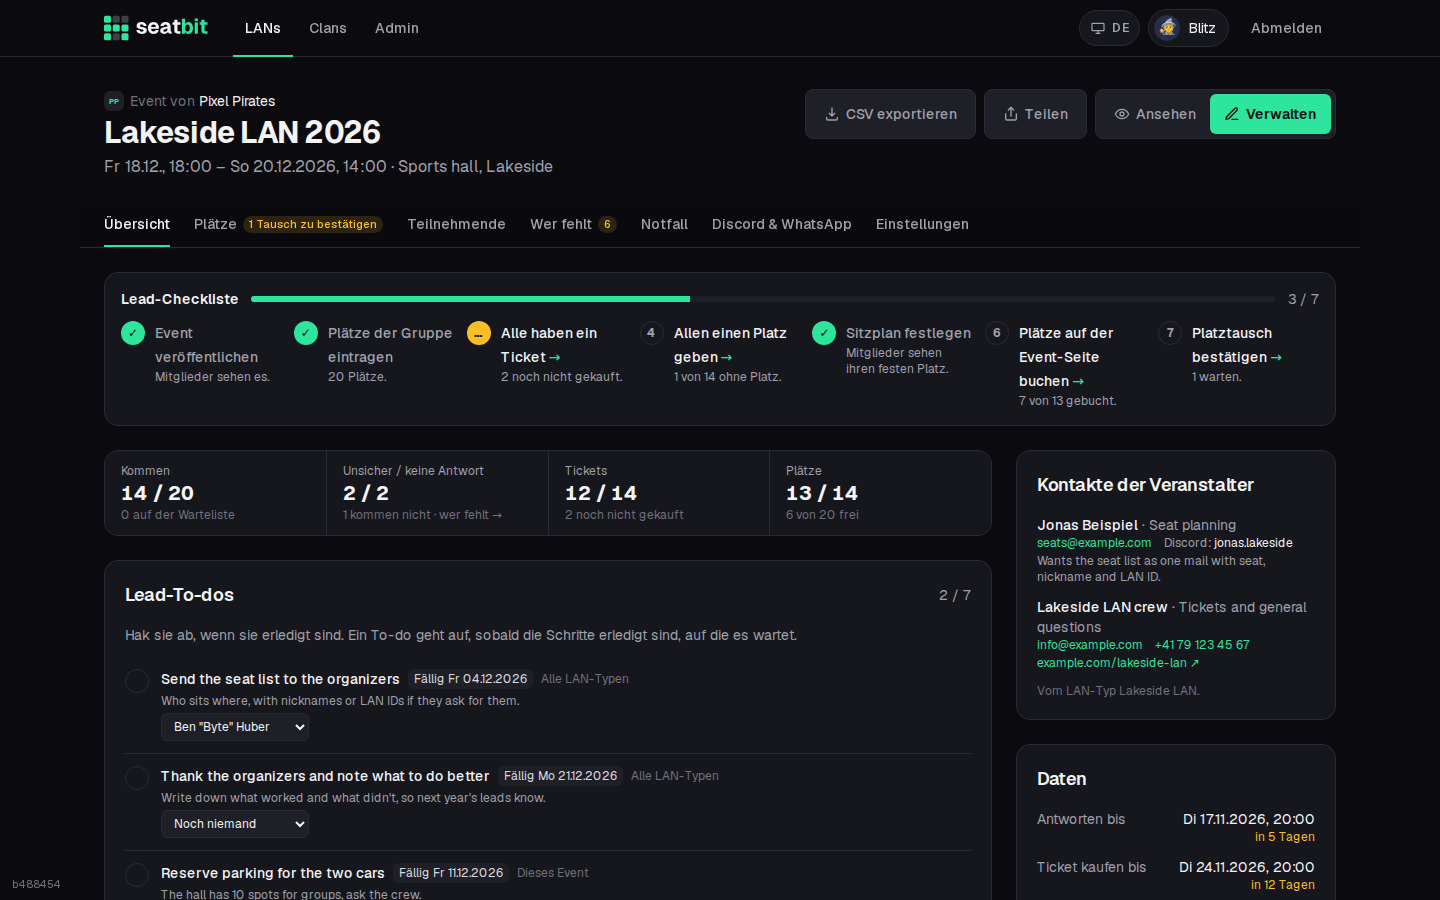 seatbit
LANs
Clans
Admin
DE
Blitz
Abmelden
PP
Event von Pixel Pirates
Lakeside LAN 2026
Fr 18.12., 18:00 – So 20.12.2026, 14:00 · Sports hall, Lakeside
CSV exportieren
Teilen
Ansehen
Verwalten
Übersicht
Plätze 1 Tausch zu bestätigen
Teilnehmende
Wer fehlt 6
Notfall
Discord & WhatsApp
Einstellungen
Lead-Checkliste
3 / 7
✓ Event
veröffentlichen
Mitglieder sehen es.
✓ Plätze der Gruppe
eintragen
20 Plätze.
… Alle haben ein
Ticket →
2 noch nicht gekauft.
4 Allen einen Platz
geben →
1 von 14 ohne Platz.
✓ Sitzplan festlegen
Mitglieder sehen
ihren festen Platz.
6 Plätze auf der
Event-Seite
buchen →
7 von 13 gebucht.
7 Platztausch
bestätigen →
1 warten.
Kommen
14 / 20
0 auf der Warteliste
Unsicher / keine Antwort
2 / 2
1 kommen nicht · wer fehlt →
Tickets
12 / 14
2 noch nicht gekauft
Plätze
13 / 14
6 von 20 frei
Lead-To-dos
2 / 7
Hak sie ab, wenn sie erledigt sind. Ein To-do geht auf, sobald die Schritte erledigt sind, auf die es wartet.
Send the seat list to the organizers Fällig Fr 04.12.2026 Alle LAN-Typen
Who sits where, with nicknames or LAN IDs if they ask for them.
Ben "Byte" Huber
Thank the organizers and note what to do better Fällig Mo 21.12.2026 Alle LAN-Typen
Write down what worked and what didn't, so next year's leads know.
Noch niemand
Reserve parking for the two cars Fällig Fr 11.12.2026 Dieses Event
The hall has 10 spots for groups, ask the crew.
Kontakte der Veranstalter
Jonas Beispiel · Seat planning
seats@example.com Discord: jonas.lakeside
Wants the seat list as one mail with seat,
nickname and LAN ID.
Lakeside LAN crew · Tickets and general
questions
info@example.com +41 79 123 45 67
example.com/lakeside-lan ↗
Vom LAN-Typ Lakeside LAN.
Daten
Antworten bis
Di 17.11.2026, 20:00
in 5 Tagen
Ticket kaufen bis
Di 24.11.2026, 20:00
in 12 Tagen
b488454